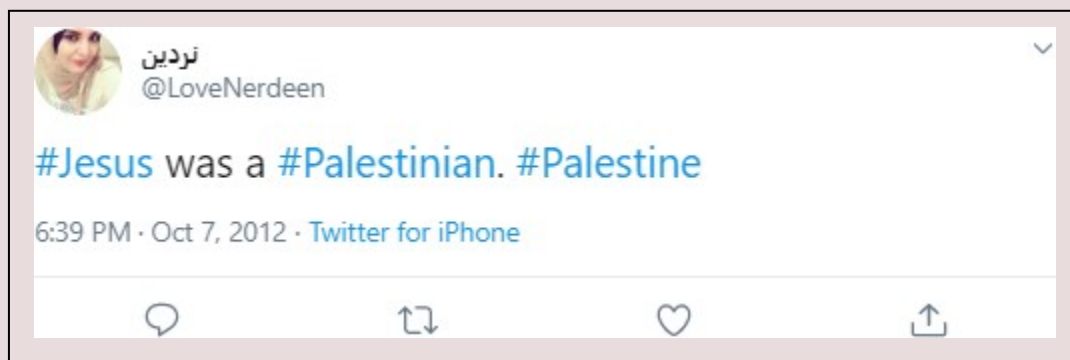 نردين
@LoveNerdeen
#Jesus was a #Palestinian. #Palestine
6:39 PM · Oct 7, 2012 · Twitter for iPhone